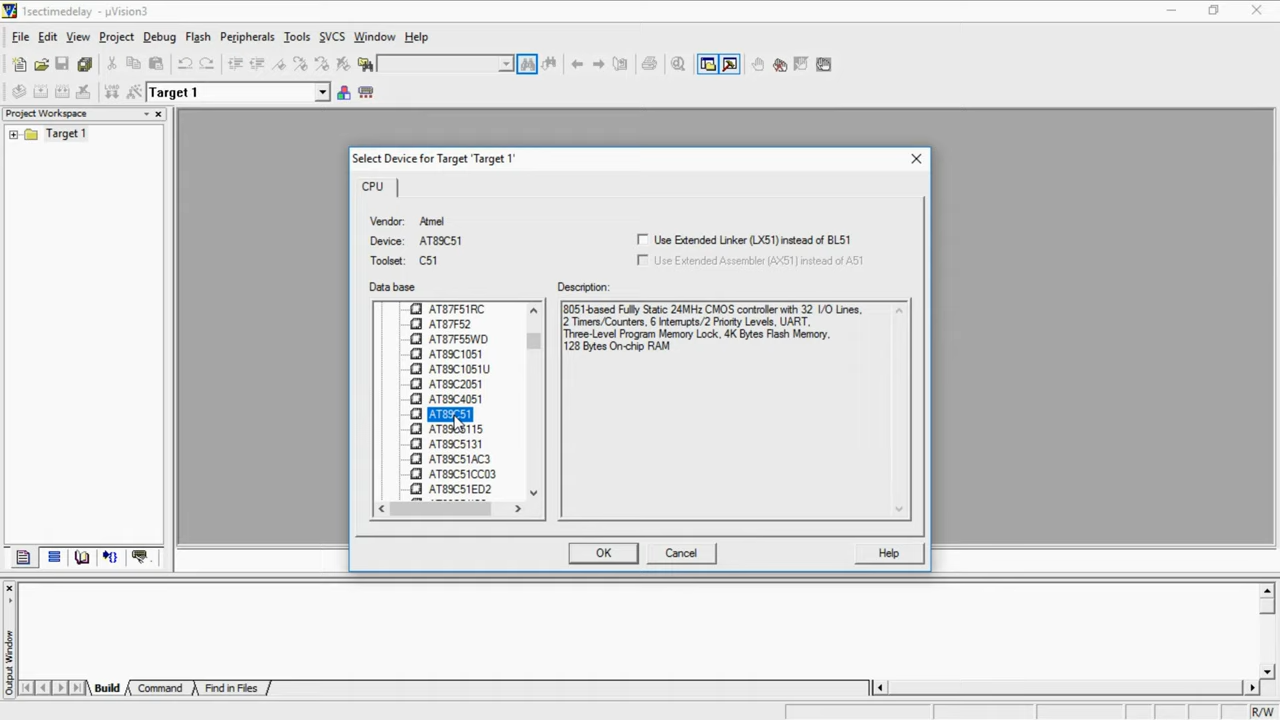 1sectimedelay - µVision3
File Edit View Project Debug Flash Peripherals Tools SVCS Window Help
LOAD Target 1
Project Workspace
Target 1
Select Device for Target 'Target 1'
CPU
Vendor: Atmel
Device: AT89C51
Toolset: C51
Use Extended Linker (LX51) instead of BL51
Use Extended Assembler (AX51) instead of A51
Data base
AT87F51RC
AT87F52
AT87F55WD
AT89C1051
AT89C1051U
AT89C2051
AT89C4051
AT89C51
AT89C5115
AT89C5131
AT89C51AC3
AT89C51CC03
AT89C51ED2
Description:
8051-based Fullly Static 24MHz CMOS controller with 32 I/O Lines,
2 Timers/Counters, 6 Interrupts/2 Priority Levels, UART,
Three-Level Program Memory Lock, 4K Bytes Flash Memory,
128 Bytes On-chip RAM
OK Cancel Help
Output Window
Build Command Find in Files
R/W